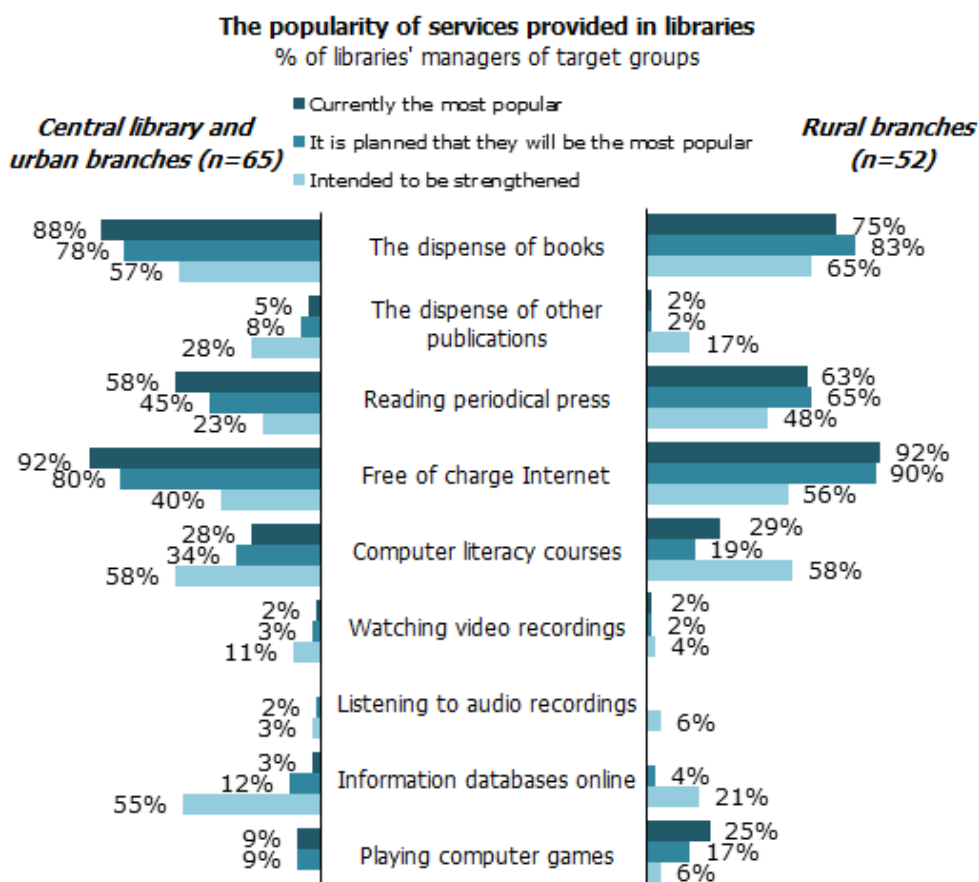 The popularity of services provided in libraries
% of libraries' managers of target groups
Currently the most popular
It is planned that they will be the most popular
Intended to be strengthened
Central library and
urban branches (n=65)
Rural branches
(n=52)
88%
78%
57%
The dispense of books
75%
83%
65%
5%
8%
28%
The dispense of other
publications
2%
2%
17%
58%
45%
23%
Reading periodical press
63%
65%
48%
92%
80%
40%
Free of charge Internet
92%
90%
56%
28%
34%
58%
Computer literacy courses
29%
19%
58%
2%
3%
11%
Watching video recordings
2%
2%
4%
2%
3%
Listening to audio recordings
6%
3%
12%
55%
Information databases online
4%
21%
9%
9%
Playing computer games
25%
17%
6%